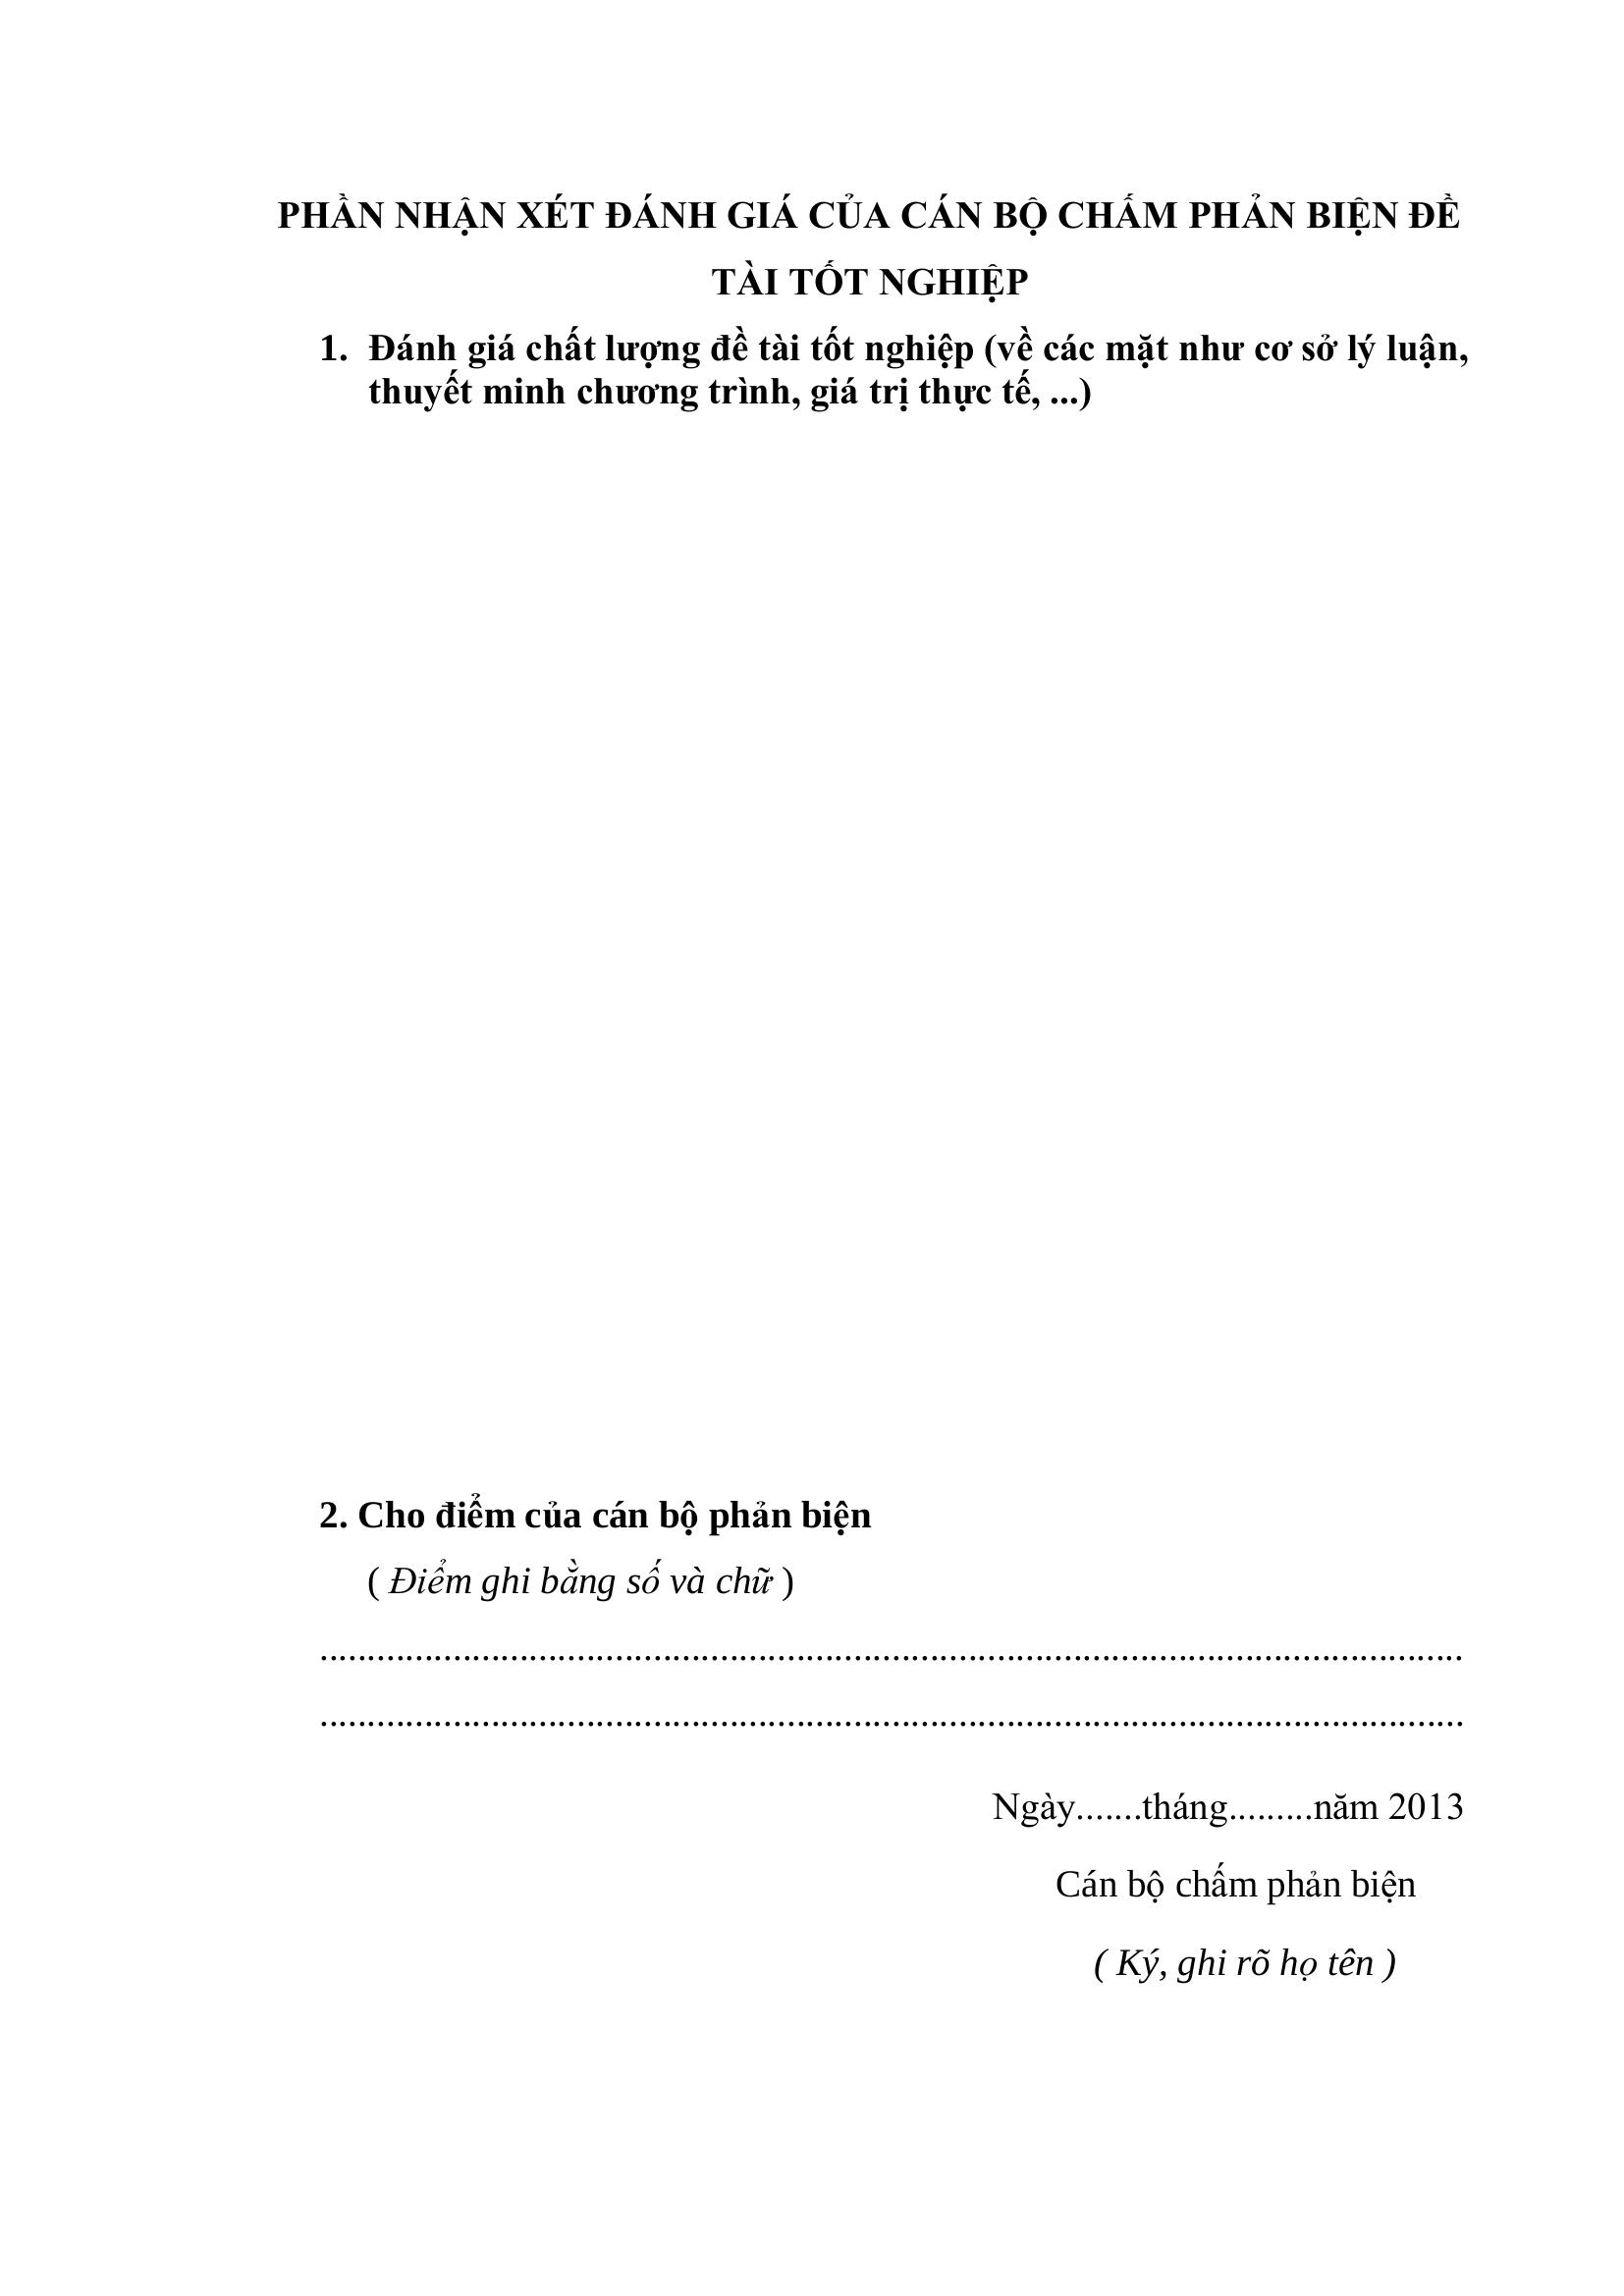 PHẦN NHẬN XÉT ĐÁNH GIÁ CỦA CÁN BỘ CHẤM PHẢN BIỆN ĐỀ
TÀI TỐT NGHIỆP
1. Đánh giá chất lượng đề tài tốt nghiệp (về các mặt như cơ sở lý luận,
thuyết minh chương trình, giá trị thực tế, ...)
2. Cho điểm của cán bộ phản biện
( Điểm ghi bằng số và chữ )
........................................................................................................................
........................................................................................................................
Ngày.......tháng.........năm 2013
Cán bộ chấm phản biện
( Ký, ghi rõ họ tên )